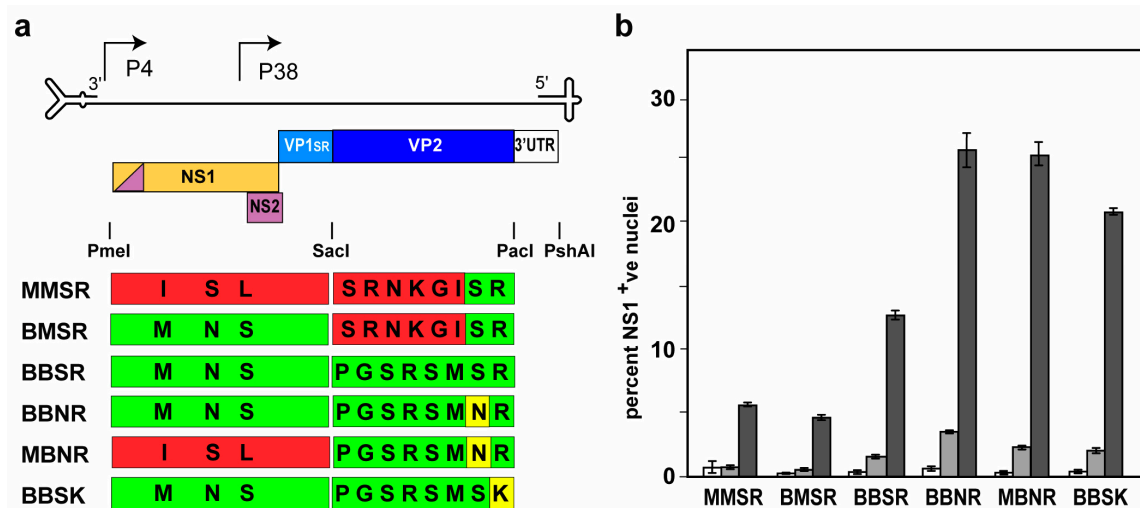 a
P4
P38
3'
5'
VP1SR
VP2
3'UTR
NS1
NS2
PmeI
SacI
PacI
PshAI
MMSR
I S L
S R N K G I S R
BMSR
M N S
S R N K G I S R
BBSR
M N S
P G S R S M S R
BBNR
M N S
P G S R S M N R
MBNR
I S L
P G S R S M N R
BBSK
M N S
P G S R S M S K
b
percent NS1 +ve nuclei
30
20
10
0
MMSR
BMSR
BBSR
BBNR
MBNR
BBSK